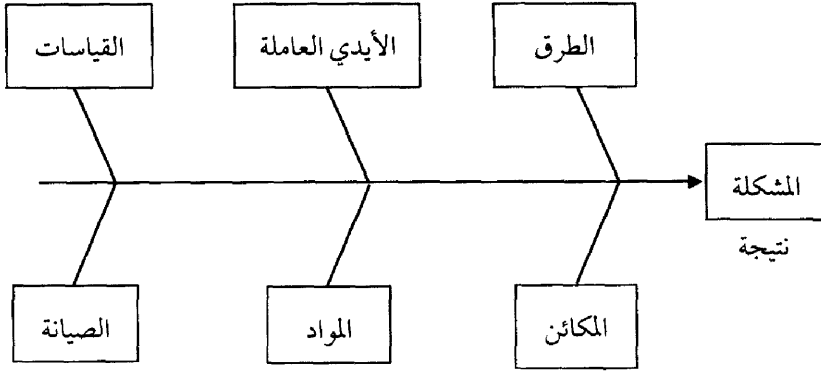 الطرق
الأيدي العاملة
القياسات
المشكلة
نتيجة
المكائن
المواد
الصيانة